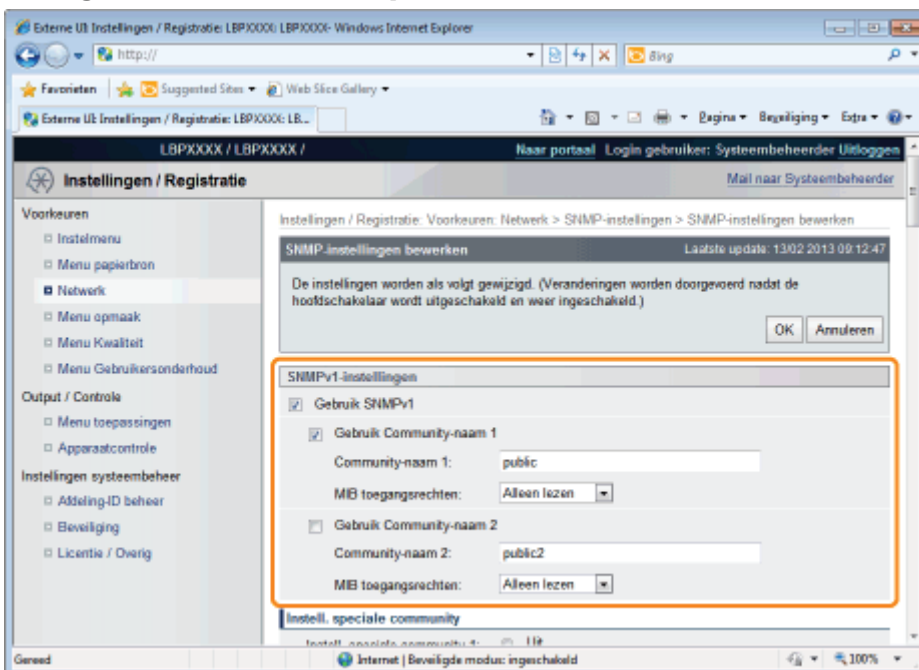 Externe UI: Instellingen / Registratie: LBPXXXX: LBPXXXX- Windows Internet Explorer
http://
Bing
Favorieten Suggested Sites Web Slice Gallery
Externe UI: Instellingen / Registratie: LBPXXXX: LB...
Pagina Beveiliging Extra
LBPXXXX / LBPXXXX /
Naar portaal Login gebruiker: Systeembeheerder Uitloggen
Instellingen / Registratie
Mail naar Systeembeheerder
Voorkeuren
Instelmenu
Menu papierbron
Netwerk
Menu opmaak
Menu Kwaliteit
Menu Gebruikersonderhoud
Output / Controle
Menu toepassingen
Apparaatcontrole
Instellingen systeembeheer
Afdeling-ID beheer
Beveiliging
Licentie / Overig
Instellingen / Registratie: Voorkeuren: Netwerk > SNMP-instellingen > SNMP-instellingen bewerken
SNMP-instellingen bewerken
Laatste update: 13/02 2013 09:12:47
De instellingen worden als volgt gewijzigd. (Veranderingen worden doorgevoerd nadat de
hoofdschakelaar wordt uitgeschakeld en weer ingeschakeld.)
OK Annuleren
SNMPv1-instellingen
Gebruik SNMPv1
Gebruik Community-naam 1
Community-naam 1: public
MIB toegangsrechten: Alleen lezen
Gebruik Community-naam 2
Community-naam 2: public2
MIB toegangsrechten: Alleen lezen
Instell. speciale community
Instell. speciale community 1: Uit
Gereed
Internet | Beveiligde modus: ingeschakeld
100%